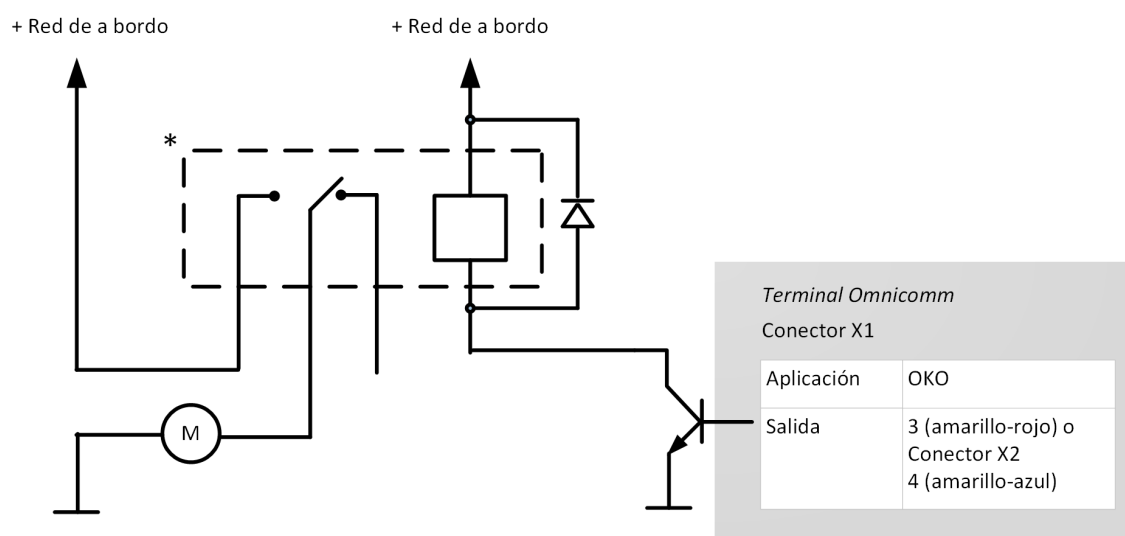 + Red de a bordo
+ Red de a bordo
*
M
Terminal Omnicomm
Conector X1
Aplicación
OKO
Salida
3 (amarillo-rojo) o
Conector X2
4 (amarillo-azul)